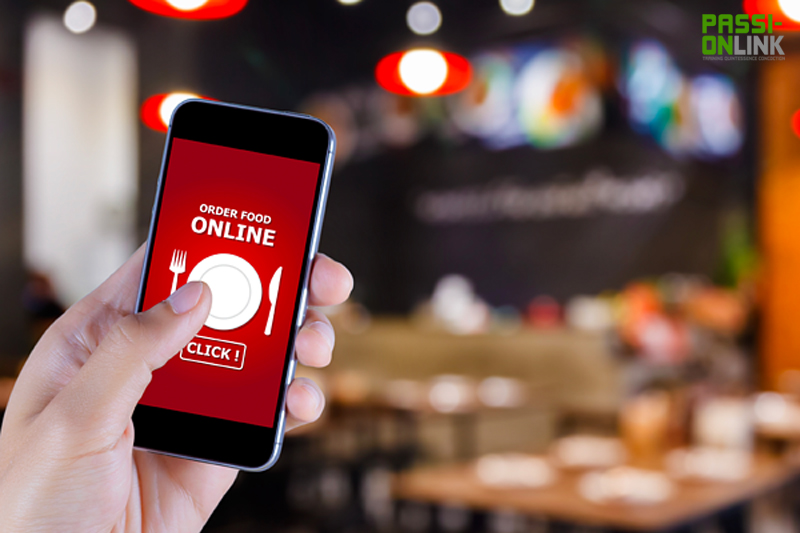 PASSI-
ONLINK
ORDER FOOD
ONLINE
CLICK !